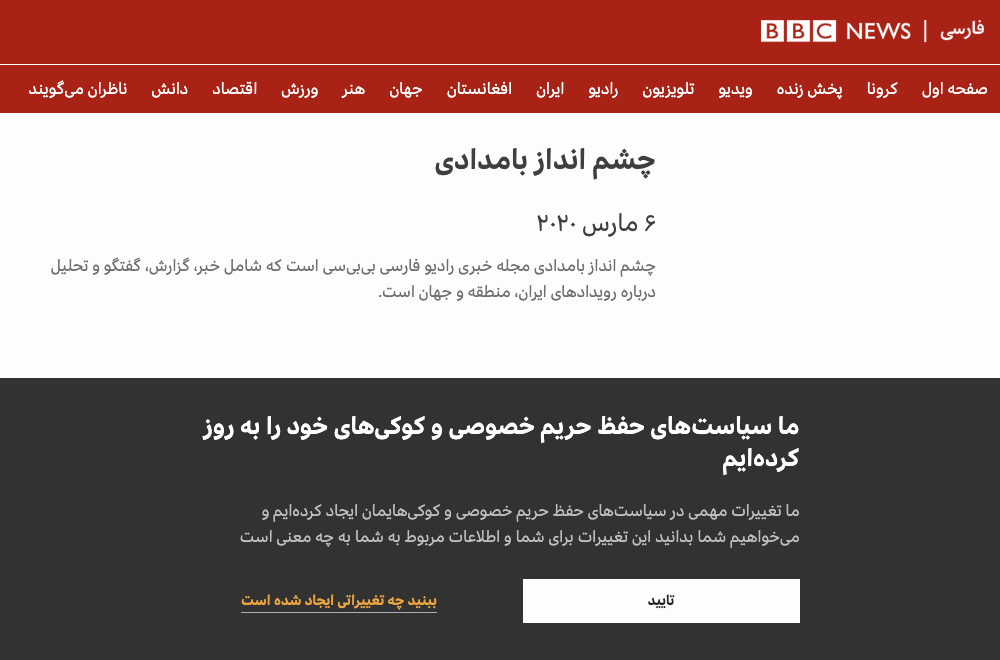 BBC NEWS | فارسی
صفحه اول کرونا پخش زنده ویدیو تلویزیون رادیو ایران افغانستان جهان هنر ورزش اقتصاد دانش ناظران می‌گویند
چشم انداز بامدادی
۶ مارس ۲۰۲۰
چشم انداز بامدادی مجله خبری رادیو فارسی بی‌بی‌سی است که شامل خبر، گزارش، گفتگو و تحلیل
درباره رویدادهای ایران، منطقه و جهان است.
ما سیاست‌های حفظ حریم خصوصی و کوکی‌های خود را به روز
کرده‌ایم
ما تغییرات مهمی در سیاست‌های حفظ حریم خصوصی و کوکی‌هایمان ایجاد کرده‌ایم و
می‌خواهیم شما بدانید این تغییرات برای شما و اطلاعات مربوط به شما به چه معنی است
تایید
ببنید چه تغییراتی ایجاد شده است